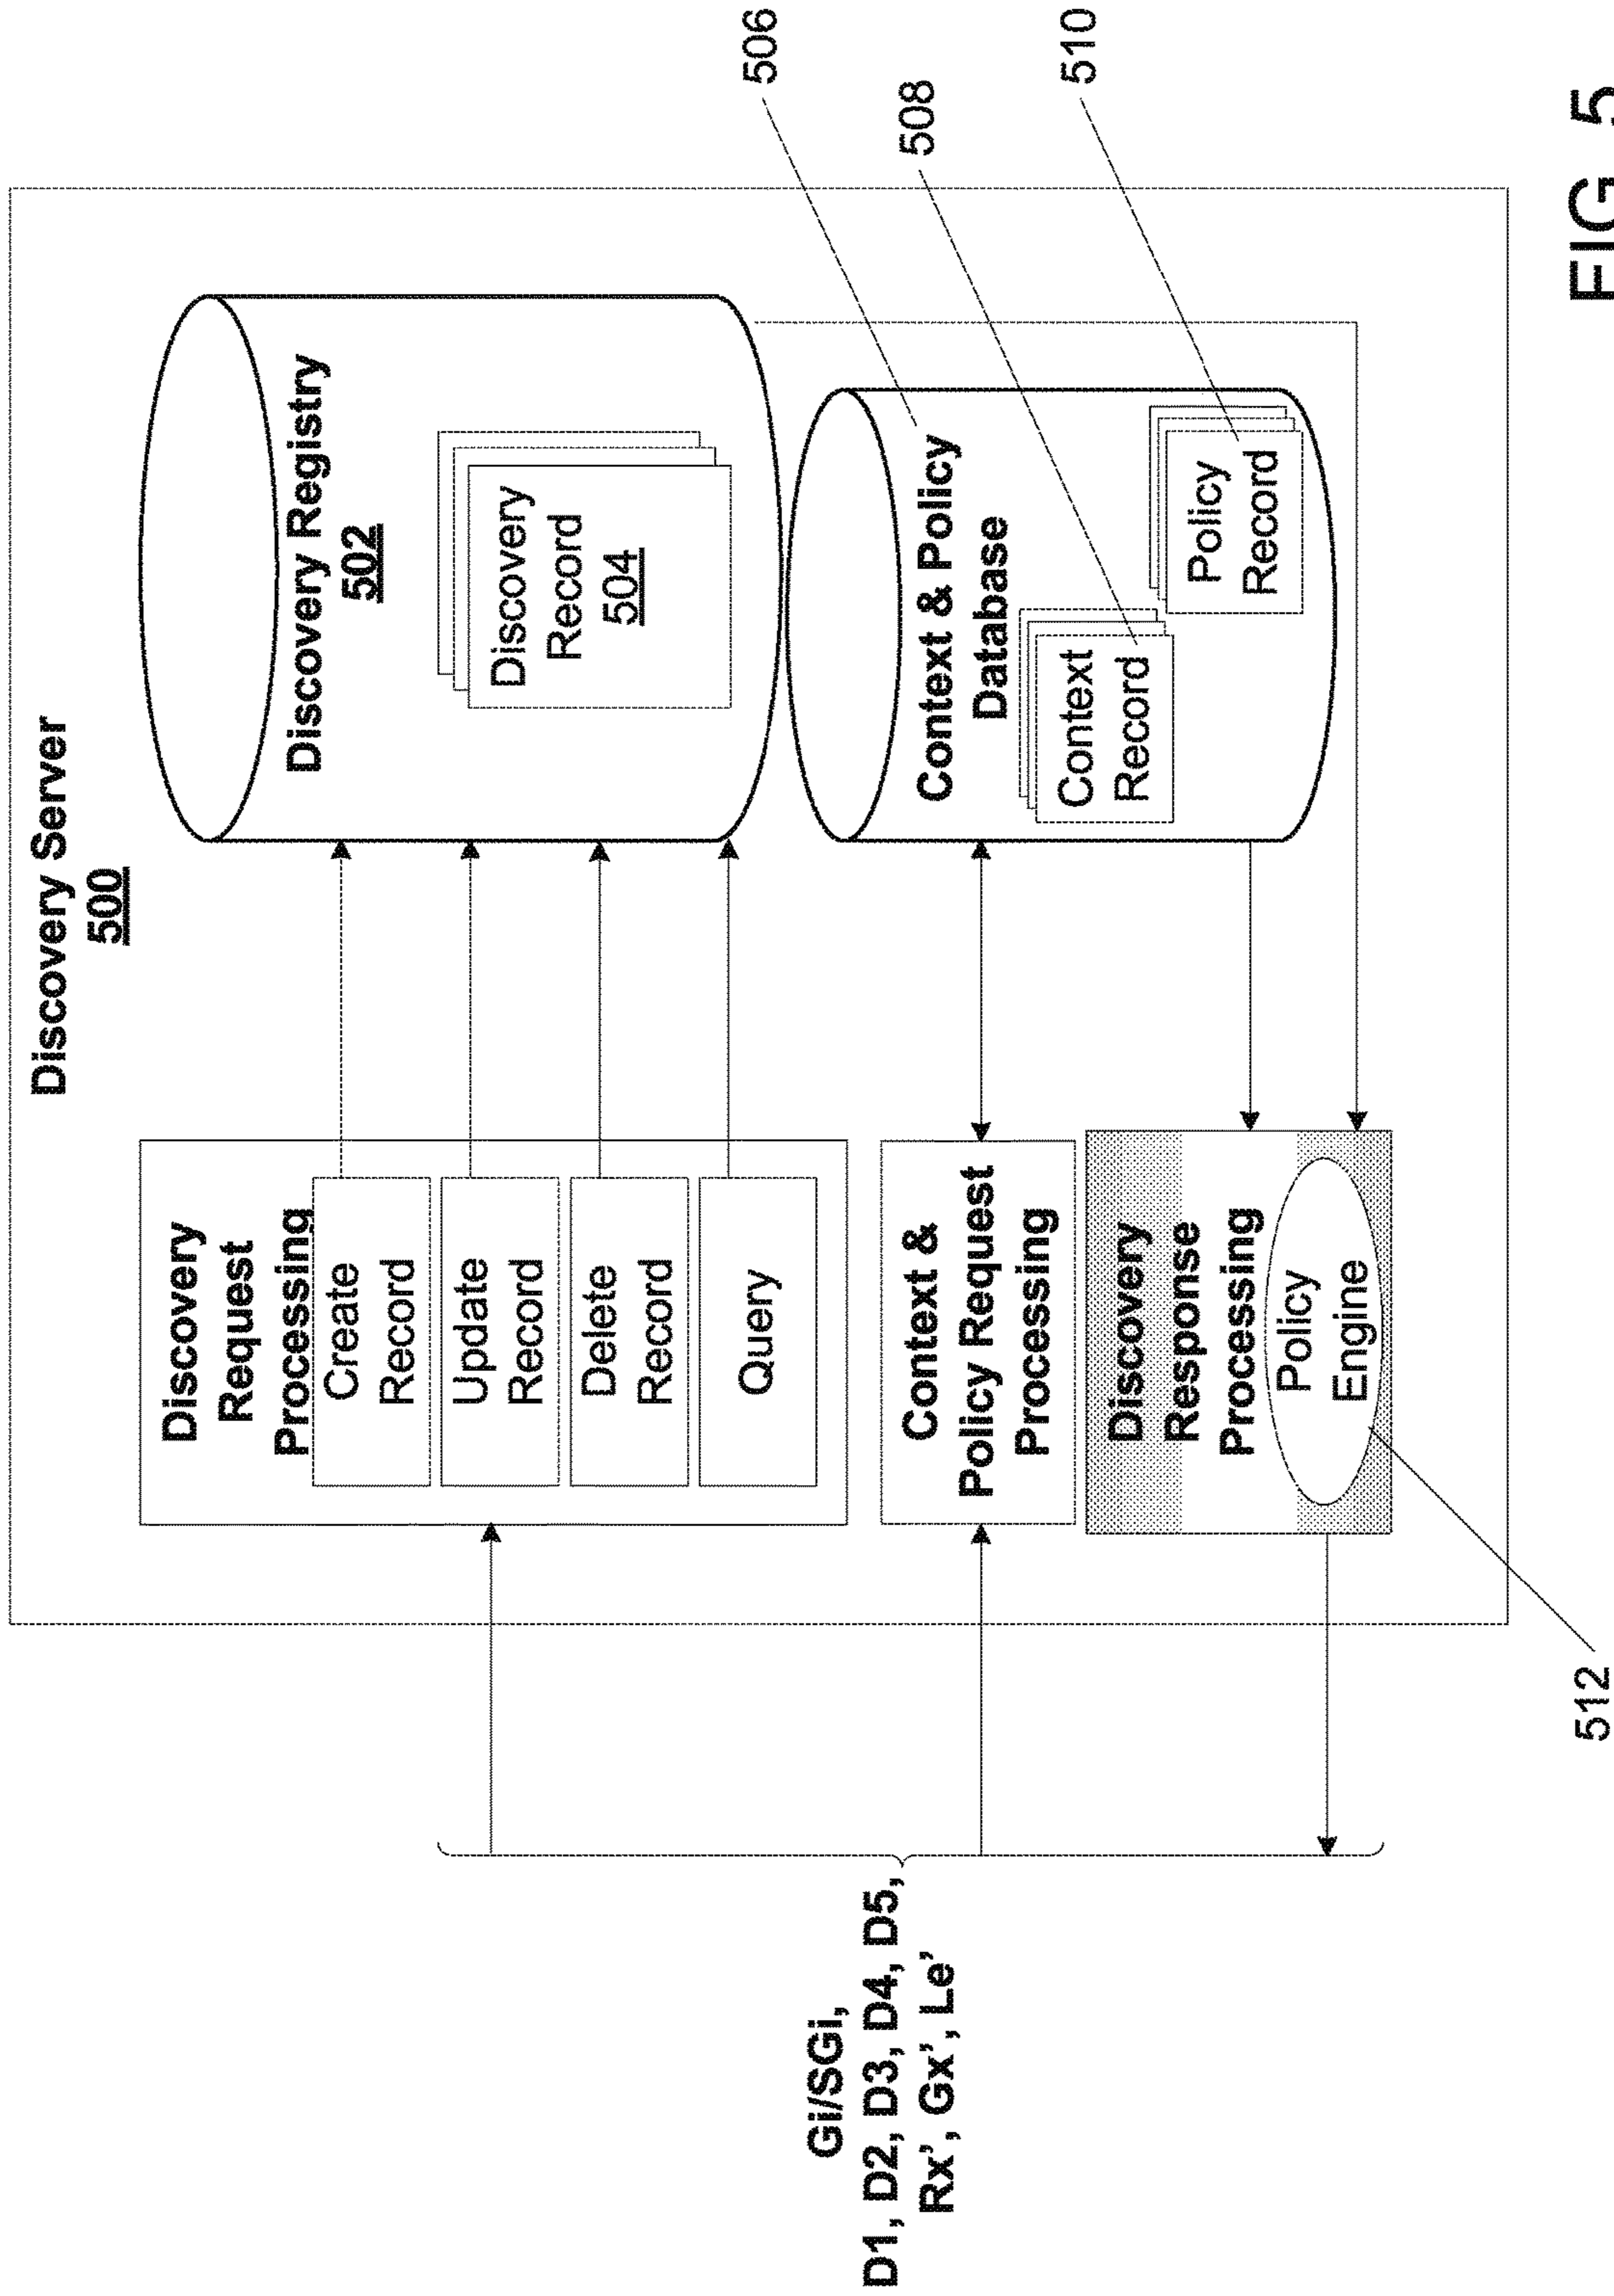 Discovery Server
500
Discovery
Request
Processing
Create
Record
Update
Record
Delete
Record
Query
Discovery Registry
502
Discovery
Record
504
Context &
Policy Request
Processing
Context & Policy
Database
Context
Record
Policy
Record
Discovery
Response
Processing
Policy
Engine
Gi/SGi,
D1, D2, D3, D4, D5,
Rx’, Gx’, Le’
506
508
510
512
FIG. 5